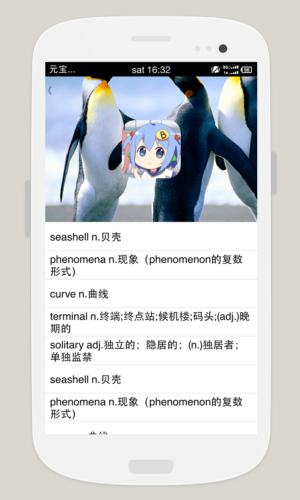 元宝... sat 16:32 3G 1x 96
B
seashell n.贝壳
phenomena n.现象（phenomenon的复数
形式）
curve n.曲线
terminal n.终端;终点站;候机楼;码头;(adj.)晚
期的
solitary adj.独立的；隐居的；(n.)独居者；
单独监禁
seashell n.贝壳
phenomena n.现象（phenomenon的复数
形式）